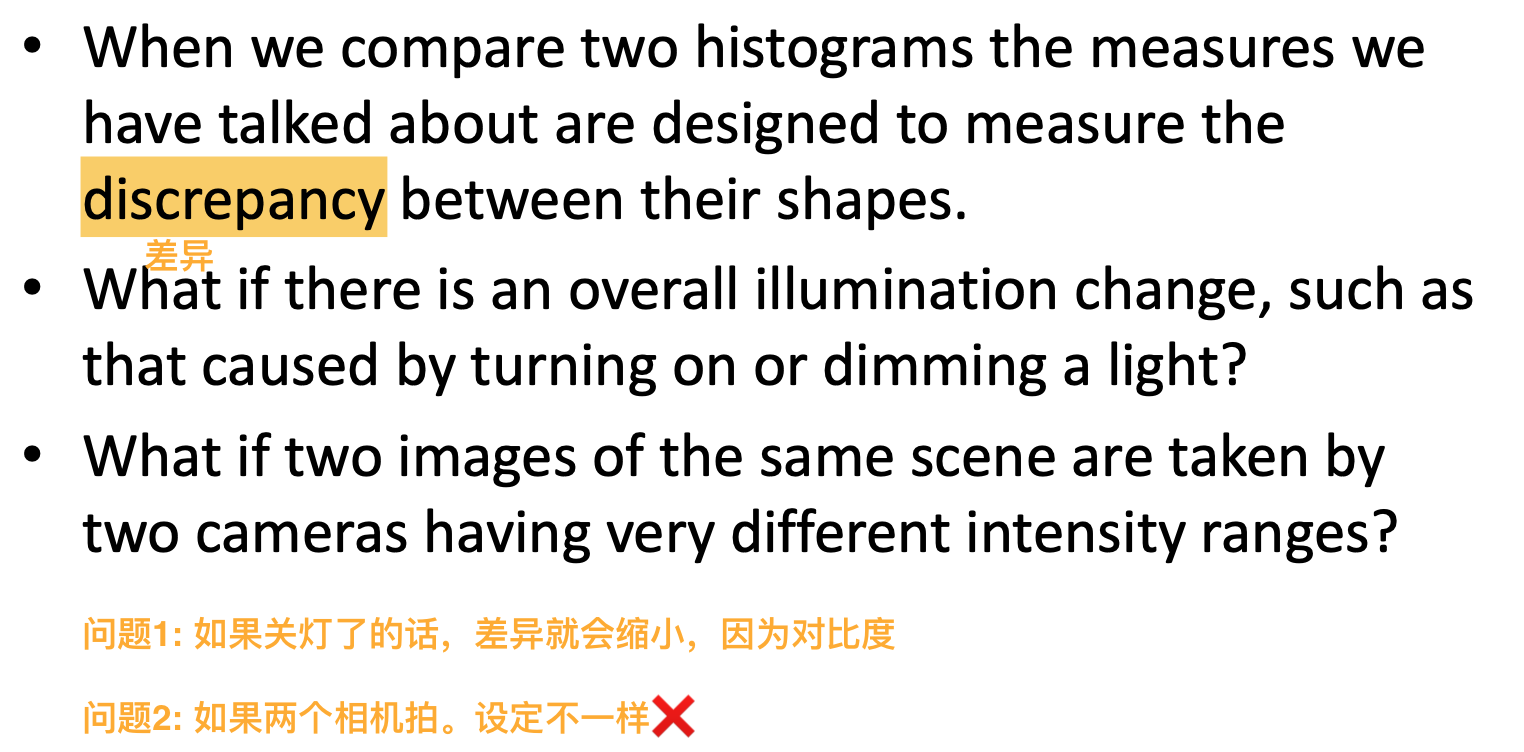 • When we compare two histograms the measures we
have talked about are designed to measure the
discrepancy between their shapes.
差异
• What if there is an overall illumination change, such as
that caused by turning on or dimming a light?
• What if two images of the same scene are taken by
two cameras having very different intensity ranges?
问题1: 如果关灯了的话，差异就会缩小，因为对比度
问题2: 如果两个相机拍。设定不一样❌